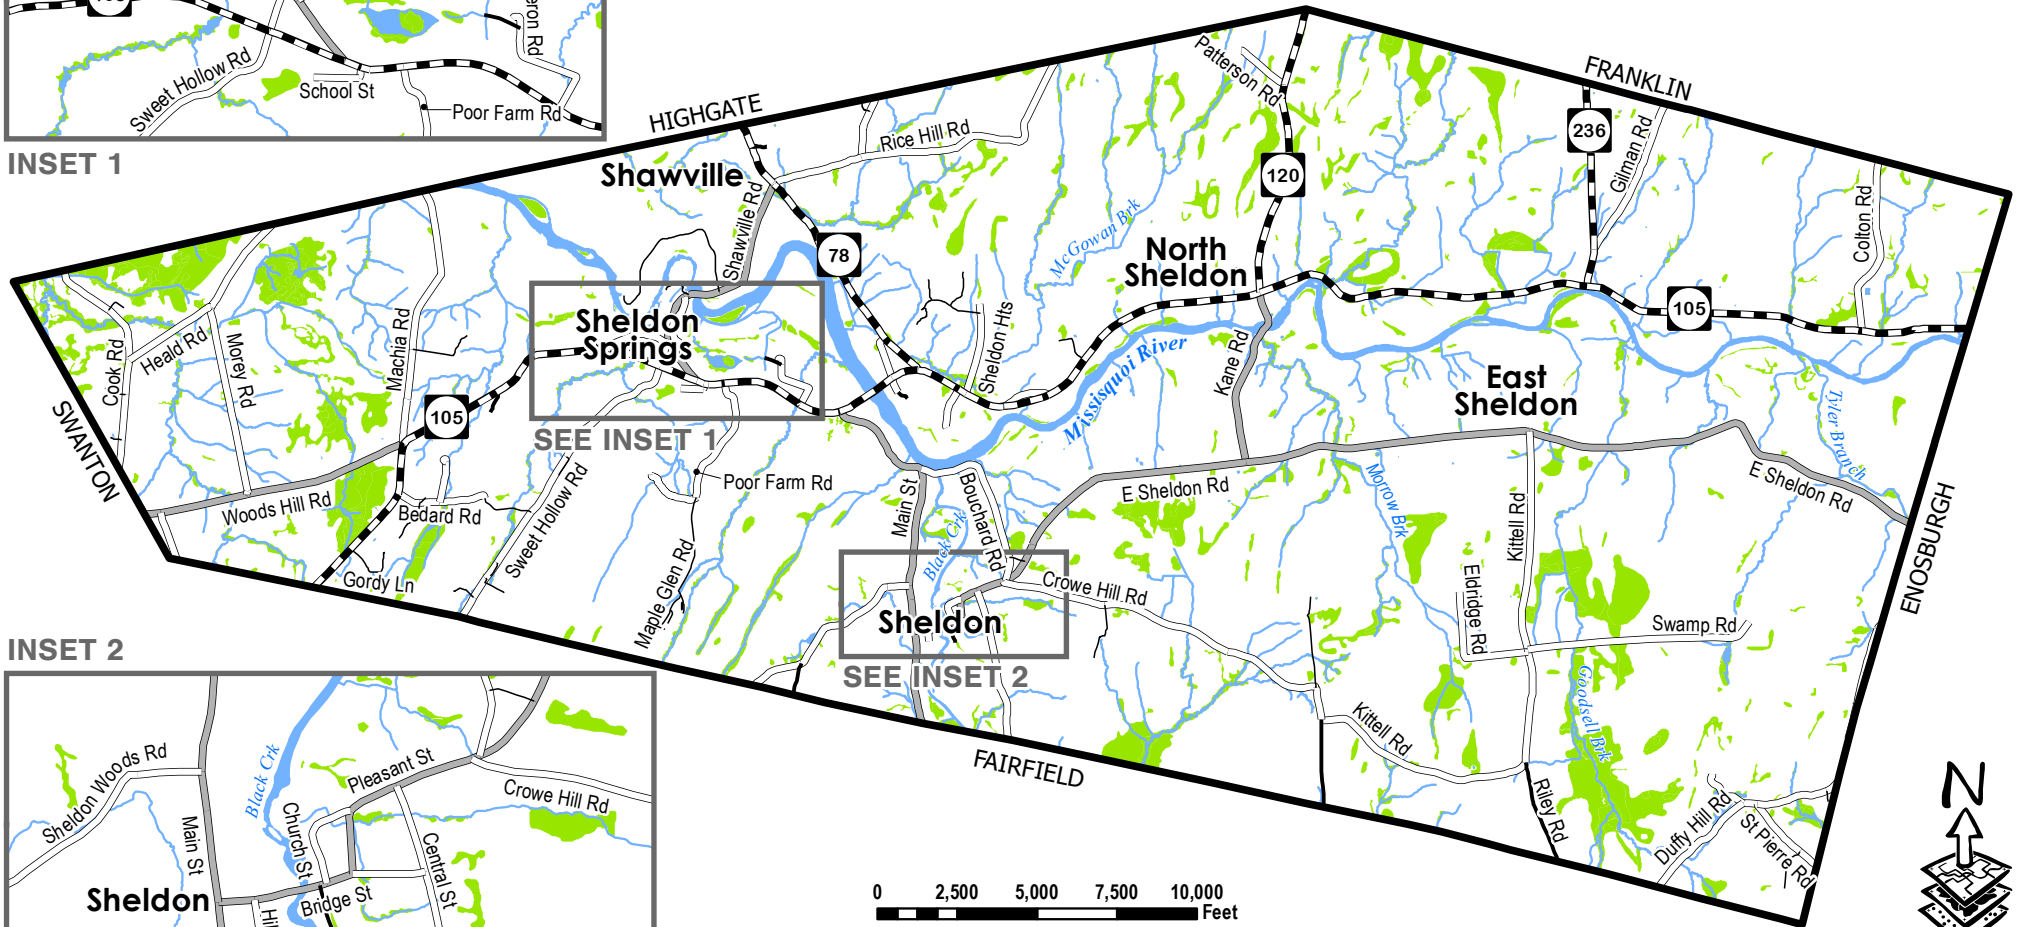 Sweet Hollow Rd
School St
Poor Farm Rd
INSET 1
HIGHGATE
FRANKLIN
Patterson Rd
236
Gilman Rd
Rice Hill Rd
Shawville
120
Shawville Rd
McGowan Brk
Colton Rd
78
North
Sheldon
105
Sheldon
Springs
Sheldon Hts
Missisquoi River
Kane Rd
East
Sheldon
Cook Rd
Heald Rd
Morey Rd
Machia Rd
105
SWANTON
SEE INSET 1
Tyler Branch
E Sheldon Rd
E Sheldon Rd
ENOSBURGH
Woods Hill Rd
Bedard Rd
Sweet Hollow Rd
Poor Farm Rd
Main St
Black Crk
Bouchard Rd
Morrow Brk
Kittell Rd
Gordy Ln
Maple Glen Rd
Crowe Hill Rd
Eldridge Rd
Swamp Rd
Sheldon
SEE INSET 2
Goodsell Brk
Kittell Rd
FAIRFIELD
Riley Rd
Duffy Hill Rd
St Pierre Rd
INSET 2
Sheldon Woods Rd
Black Crk
Pleasant St
Crowe Hill Rd
Main St
Church St
Central St
Sheldon
Bridge St
0 2,500 5,000 7,500 10,000
Feet
N